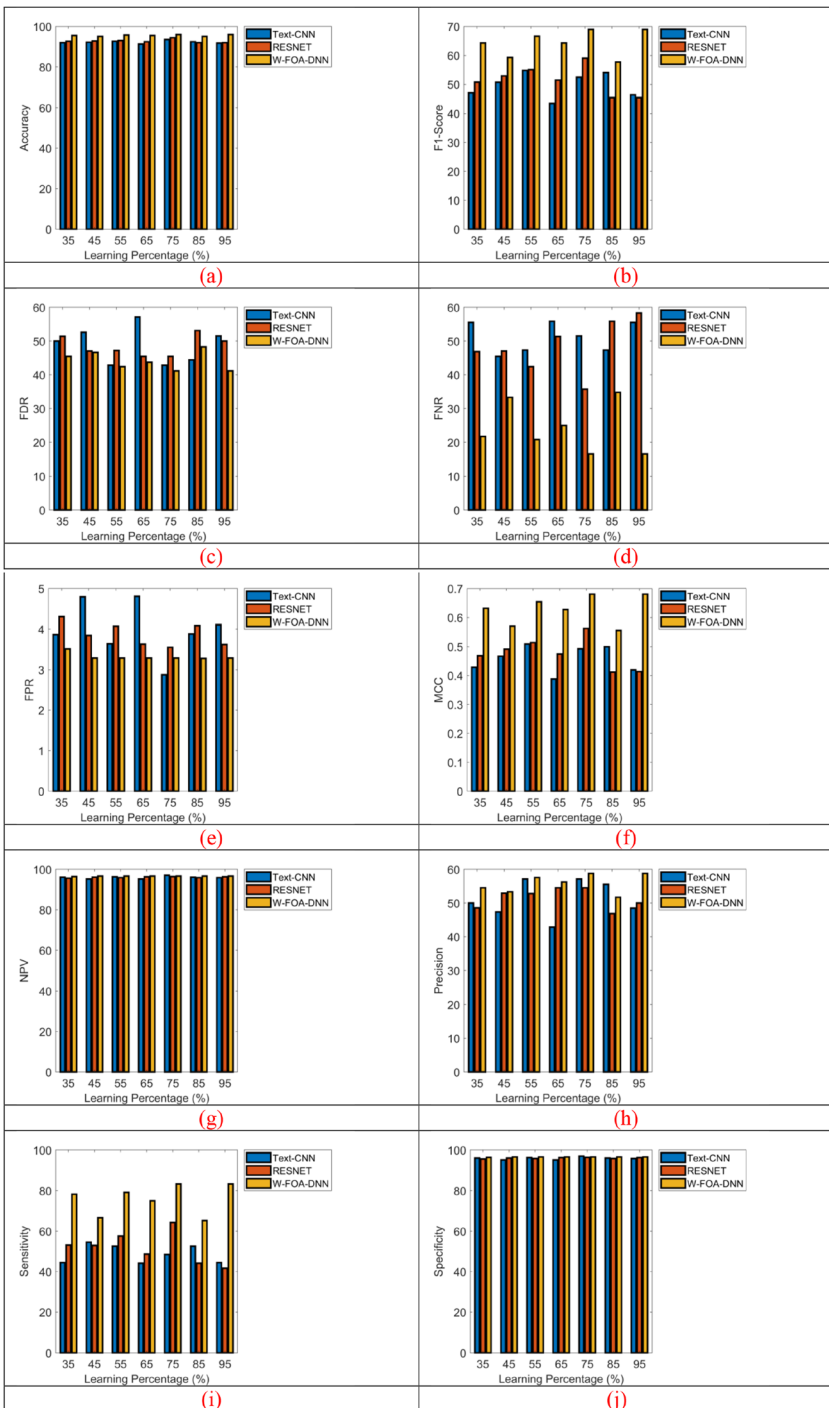 100
80
60
40
20
0
Accuracy
35 45 55 65 75 85 95
Learning Percentage (%)
Text-CNN
RESNET
W-FOA-DNN
(a)
70
60
50
40
30
20
10
0
F1-Score
35 45 55 65 75 85 95
Learning Percentage (%)
Text-CNN
RESNET
W-FOA-DNN
(b)
60
50
40
30
20
10
0
FDR
35 45 55 65 75 85 95
Learning Percentage (%)
Text-CNN
RESNET
W-FOA-DNN
(c)
60
50
40
30
20
10
0
FNR
35 45 55 65 75 85 95
Learning Percentage (%)
Text-CNN
RESNET
W-FOA-DNN
(d)
5
4
3
2
1
0
FPR
35 45 55 65 75 85 95
Learning Percentage (%)
Text-CNN
RESNET
W-FOA-DNN
(e)
0.7
0.6
0.5
0.4
0.3
0.2
0.1
0
MCC
35 45 55 65 75 85 95
Learning Percentage (%)
Text-CNN
RESNET
W-FOA-DNN
(f)
100
80
60
40
20
0
NPV
35 45 55 65 75 85 95
Learning Percentage (%)
Text-CNN
RESNET
W-FOA-DNN
(g)
60
50
40
30
20
10
0
Precision
35 45 55 65 75 85 95
Learning Percentage (%)
Text-CNN
RESNET
W-FOA-DNN
(h)
100
80
60
40
20
0
Sensitivity
35 45 55 65 75 85 95
Learning Percentage (%)
Text-CNN
RESNET
W-FOA-DNN
(i)
100
80
60
40
20
0
Specificity
35 45 55 65 75 85 95
Learning Percentage (%)
Text-CNN
RESNET
W-FOA-DNN
(j)